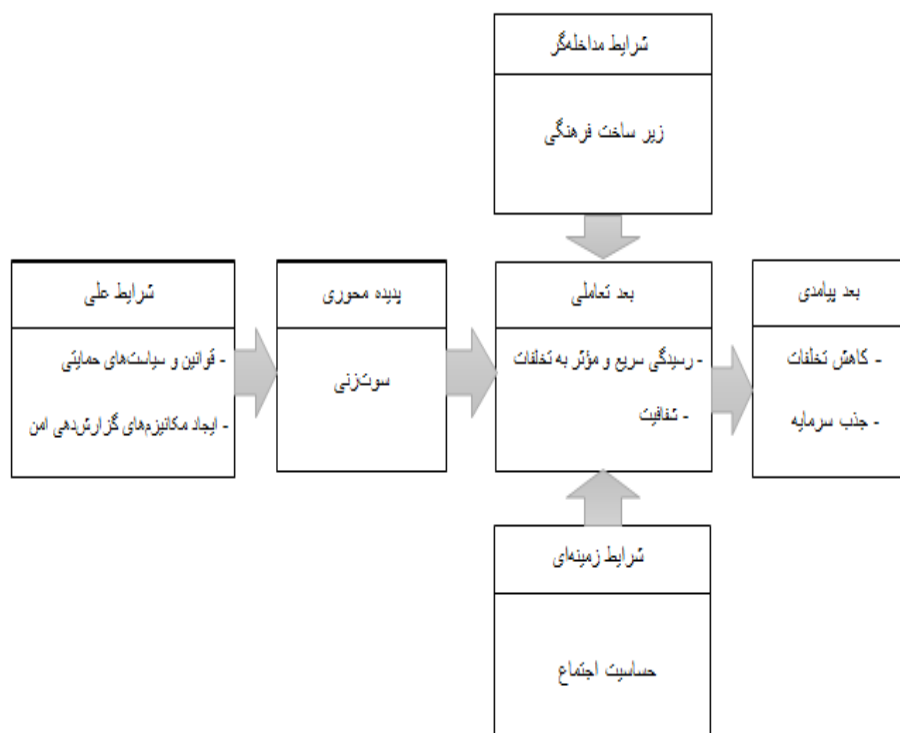 شرایط مداخله‌گر
زیر ساخت فرهنگی
شرایط علی
- قوانین و سیاست‌های حمایتی
- ایجاد مکانیزم‌های گزارش‌دهی امن
پدیده محوری
سوت‌زنی
بعد تعاملی
- رسیدگی سریع و مؤثر به تخلفات
- شفافیت
بعد پیامدی
- کاهش تخلفات
- جذب سرمایه
شرایط زمینه‌ای
حساسیت اجتماع